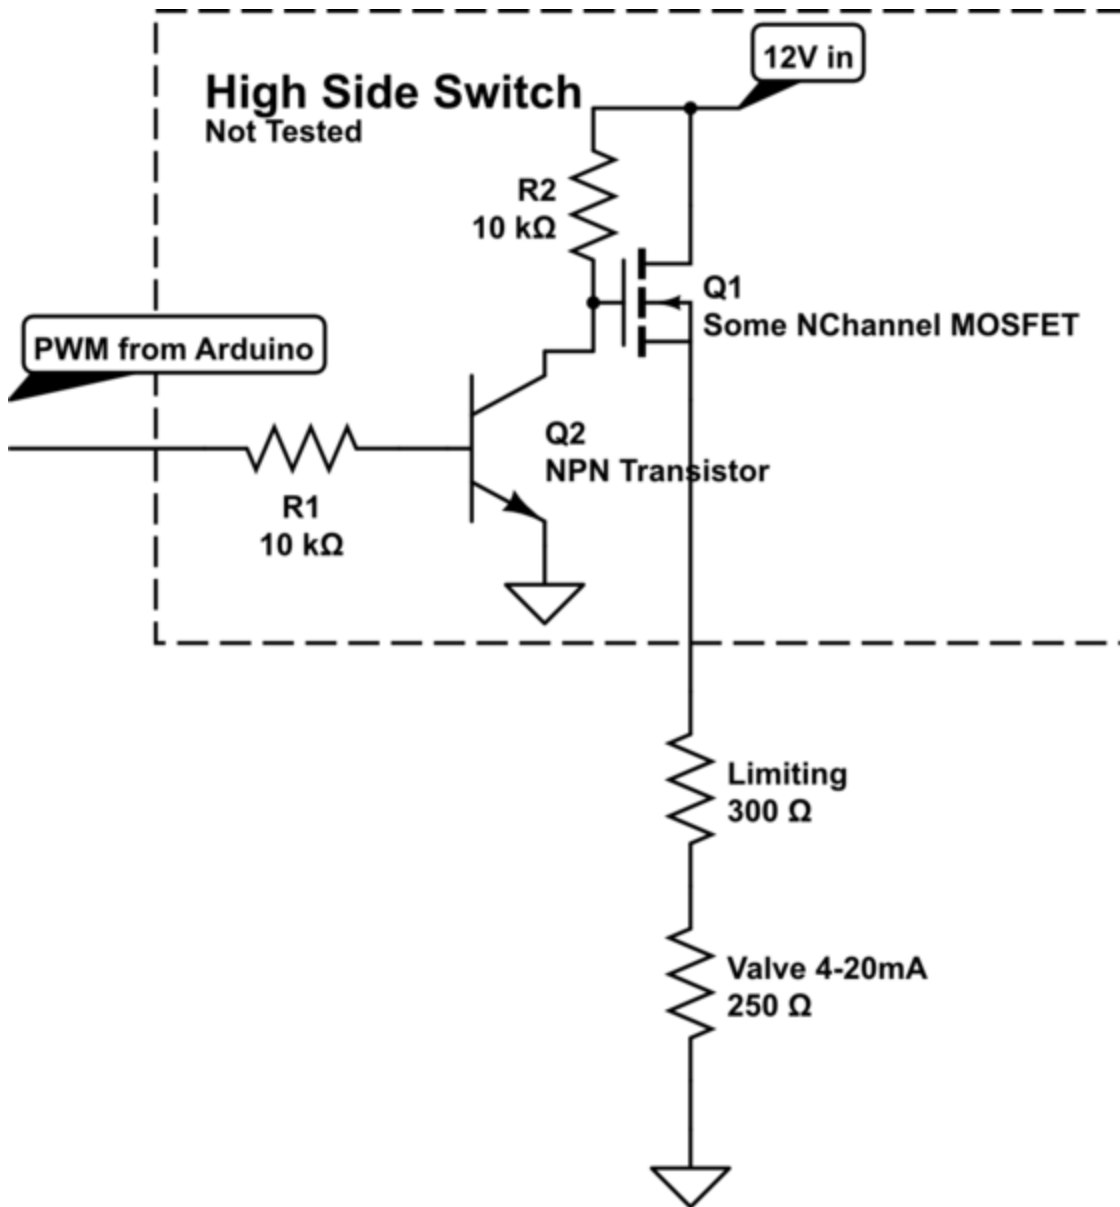 12V in
High Side Switch
Not Tested
R2
10 kΩ
Q1
Some NChannel MOSFET
PWM from Arduino
Q2
NPN Transistor
R1
10 kΩ
Limiting
300 Ω
Valve 4-20mA
250 Ω